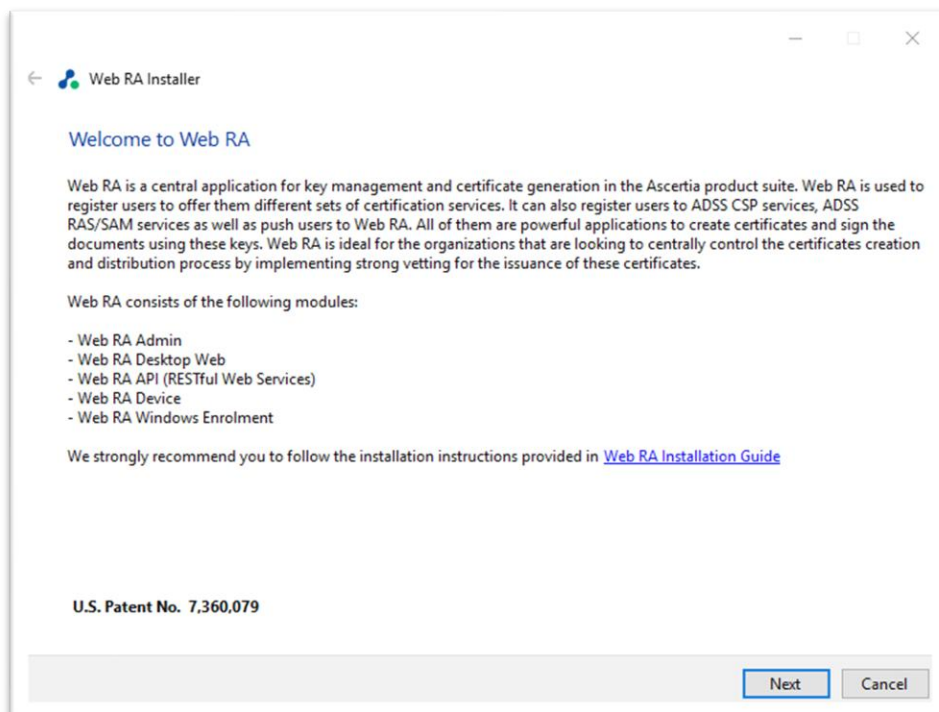 Web RA Installer
Welcome to Web RA
Web RA is a central application for key management and certificate generation in the Ascertia product suite. Web RA is used to
register users to offer them different sets of certification services. It can also register users to ADSS CSP services, ADSS
RAS/SAM services as well as push users to Web RA. All of them are powerful applications to create certificates and sign the
documents using these keys. Web RA is ideal for the organizations that are looking to centrally control the certificates creation
and distribution process by implementing strong vetting for the issuance of these certificates.
Web RA consists of the following modules:
- Web RA Admin
- Web RA Desktop Web
- Web RA API (RESTful Web Services)
- Web RA Device
- Web RA Windows Enrolment
We strongly recommend you to follow the installation instructions provided in Web RA Installation Guide
U.S. Patent No. 7,360,079
Next Cancel